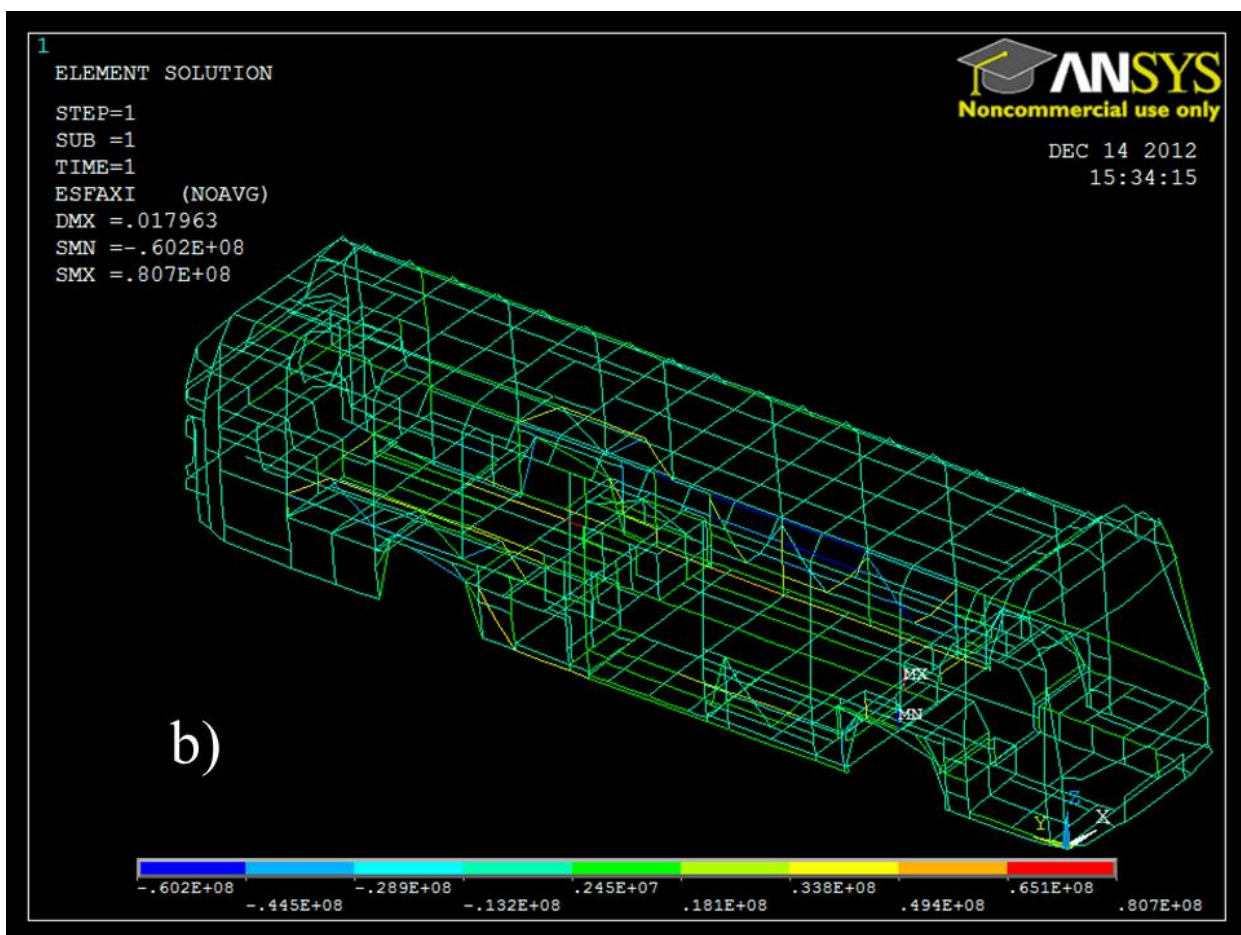 1
ELEMENT SOLUTION
STEP=1
SUB =1
TIME=1
ESFAXI (NOAVG)
DMX =.017963
SMN =-.602E+08
SMX =.807E+08
ANSYS
Noncommercial use only
DEC 14 2012
15:34:15
MX
MN
b)
Z
Y
X
-.602E+08
-.445E+08
-.289E+08
-.132E+08
.245E+07
.181E+08
.338E+08
.494E+08
.651E+08
.807E+08